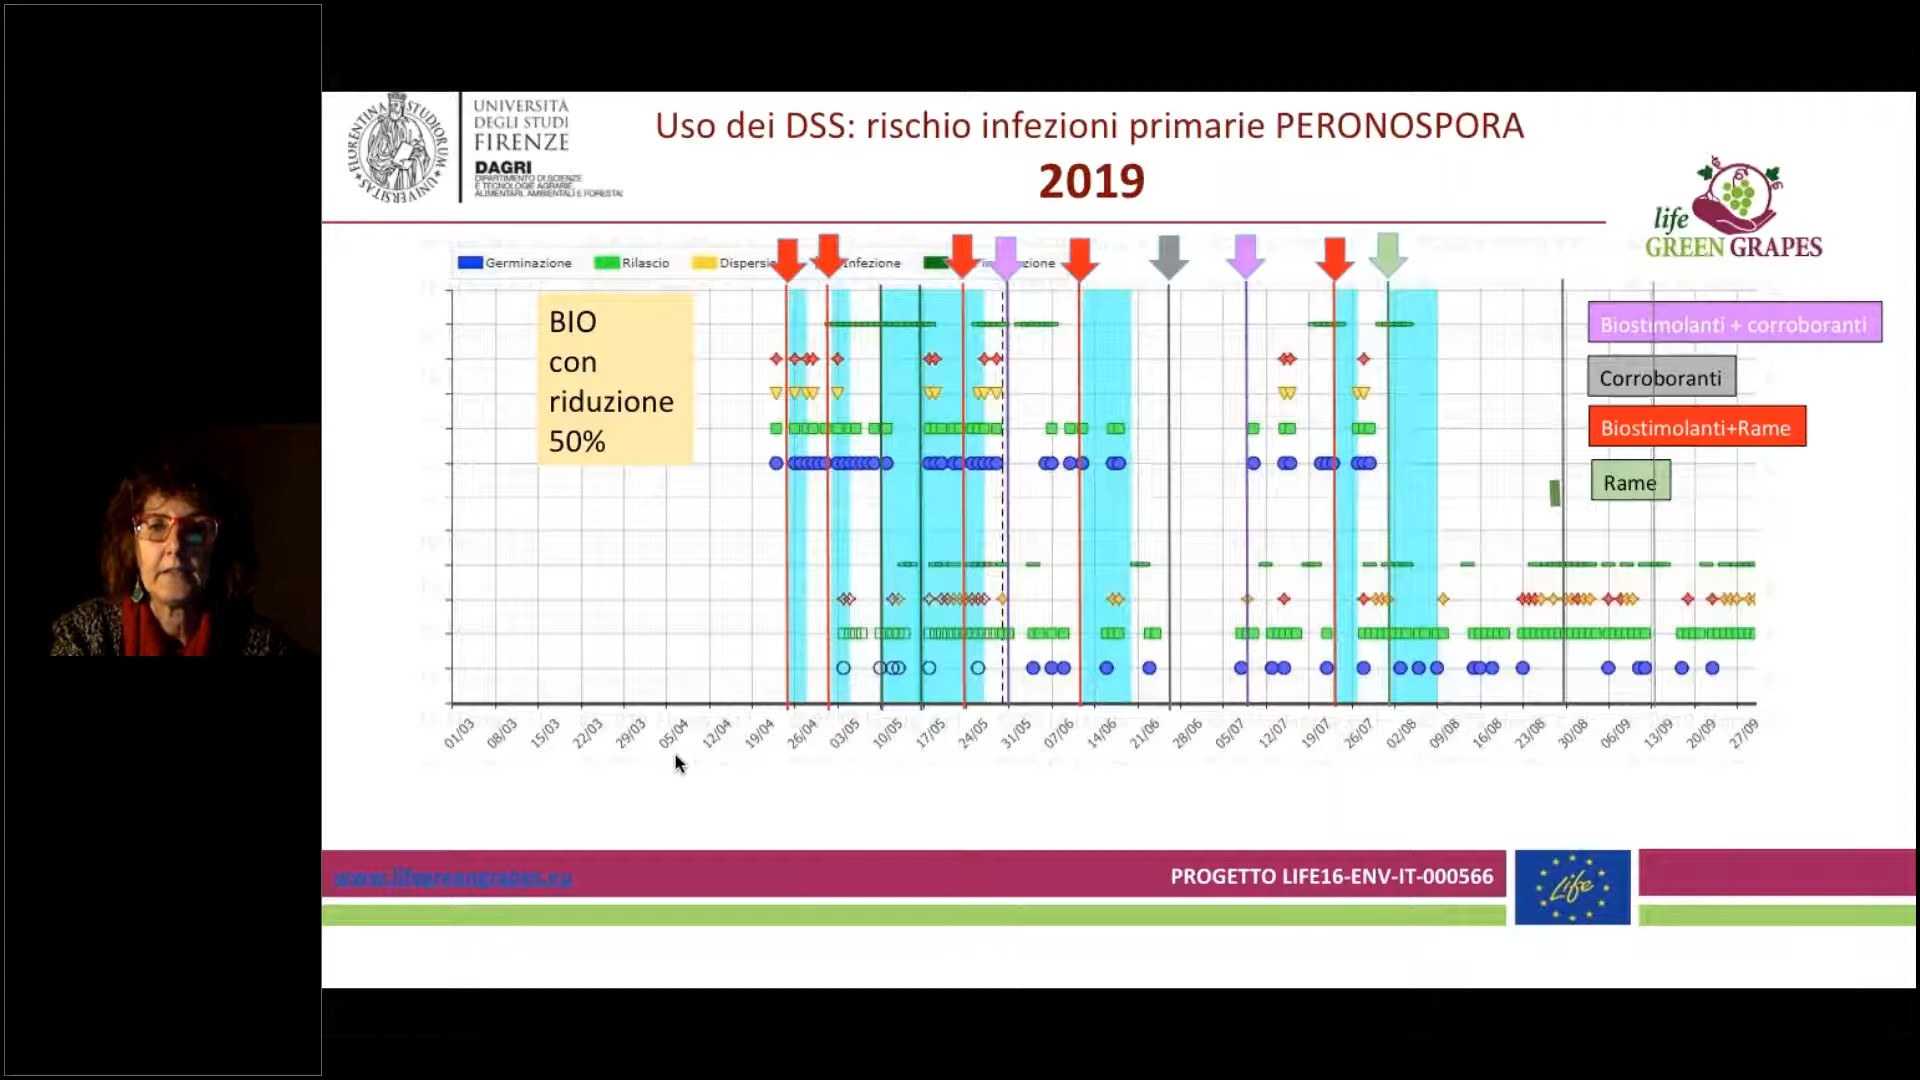 UNIVERSITÀ
DEGLI STUDI
FIRENZE
DAGRI
DIPARTIMENTO DI SCIENZE
E TECNOLOGIE AGRARIE,
ALIMENTARI, AMBIENTALI E FORESTALI
Uso dei DSS: rischio infezioni primarie PERONOSPORA
2019
life
GREEN GRAPES
Germinazione
Rilascio
Infezione
BIO
con
riduzione
50%
Biostimolanti + corroboranti
Corroboranti
Biostimolanti+Rame
Rame
01/03 08/03 15/03 22/03 29/03 05/04 12/04 19/04 26/04 03/05 10/05 17/05 24/05 31/05 07/06 14/06 21/06 28/06 05/07 12/07 19/07 26/07 02/08 09/08 16/08 23/08 30/08 06/09 13/09 20/09 27/09
www.lifegreengrapes.eu
PROGETTO LIFE16-ENV-IT-000566
Life